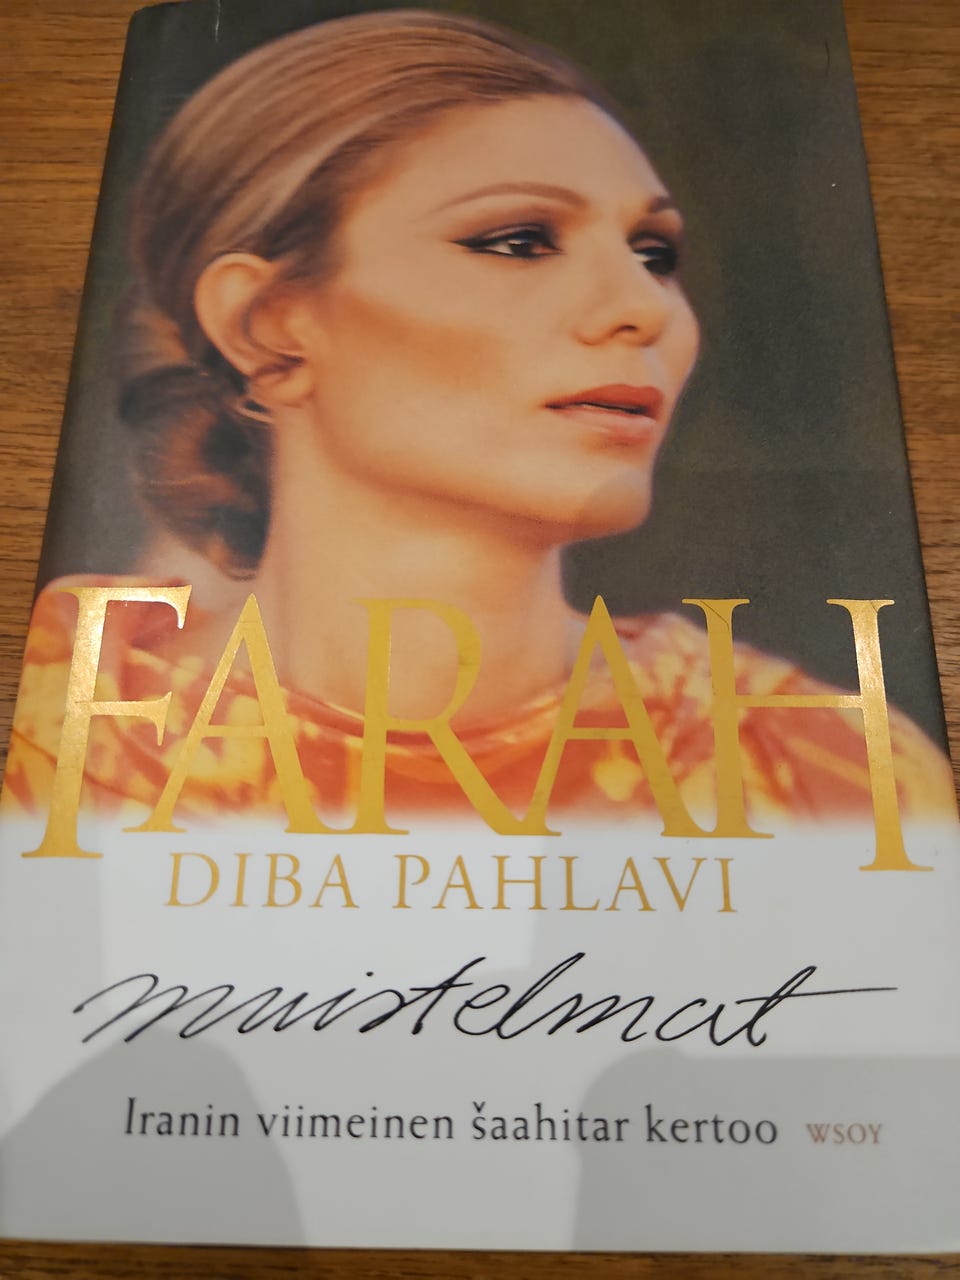 FARAH
DIBA PAHLAVI
muistelmat
Iranin viimeinen šaahitar kertoo WSOY